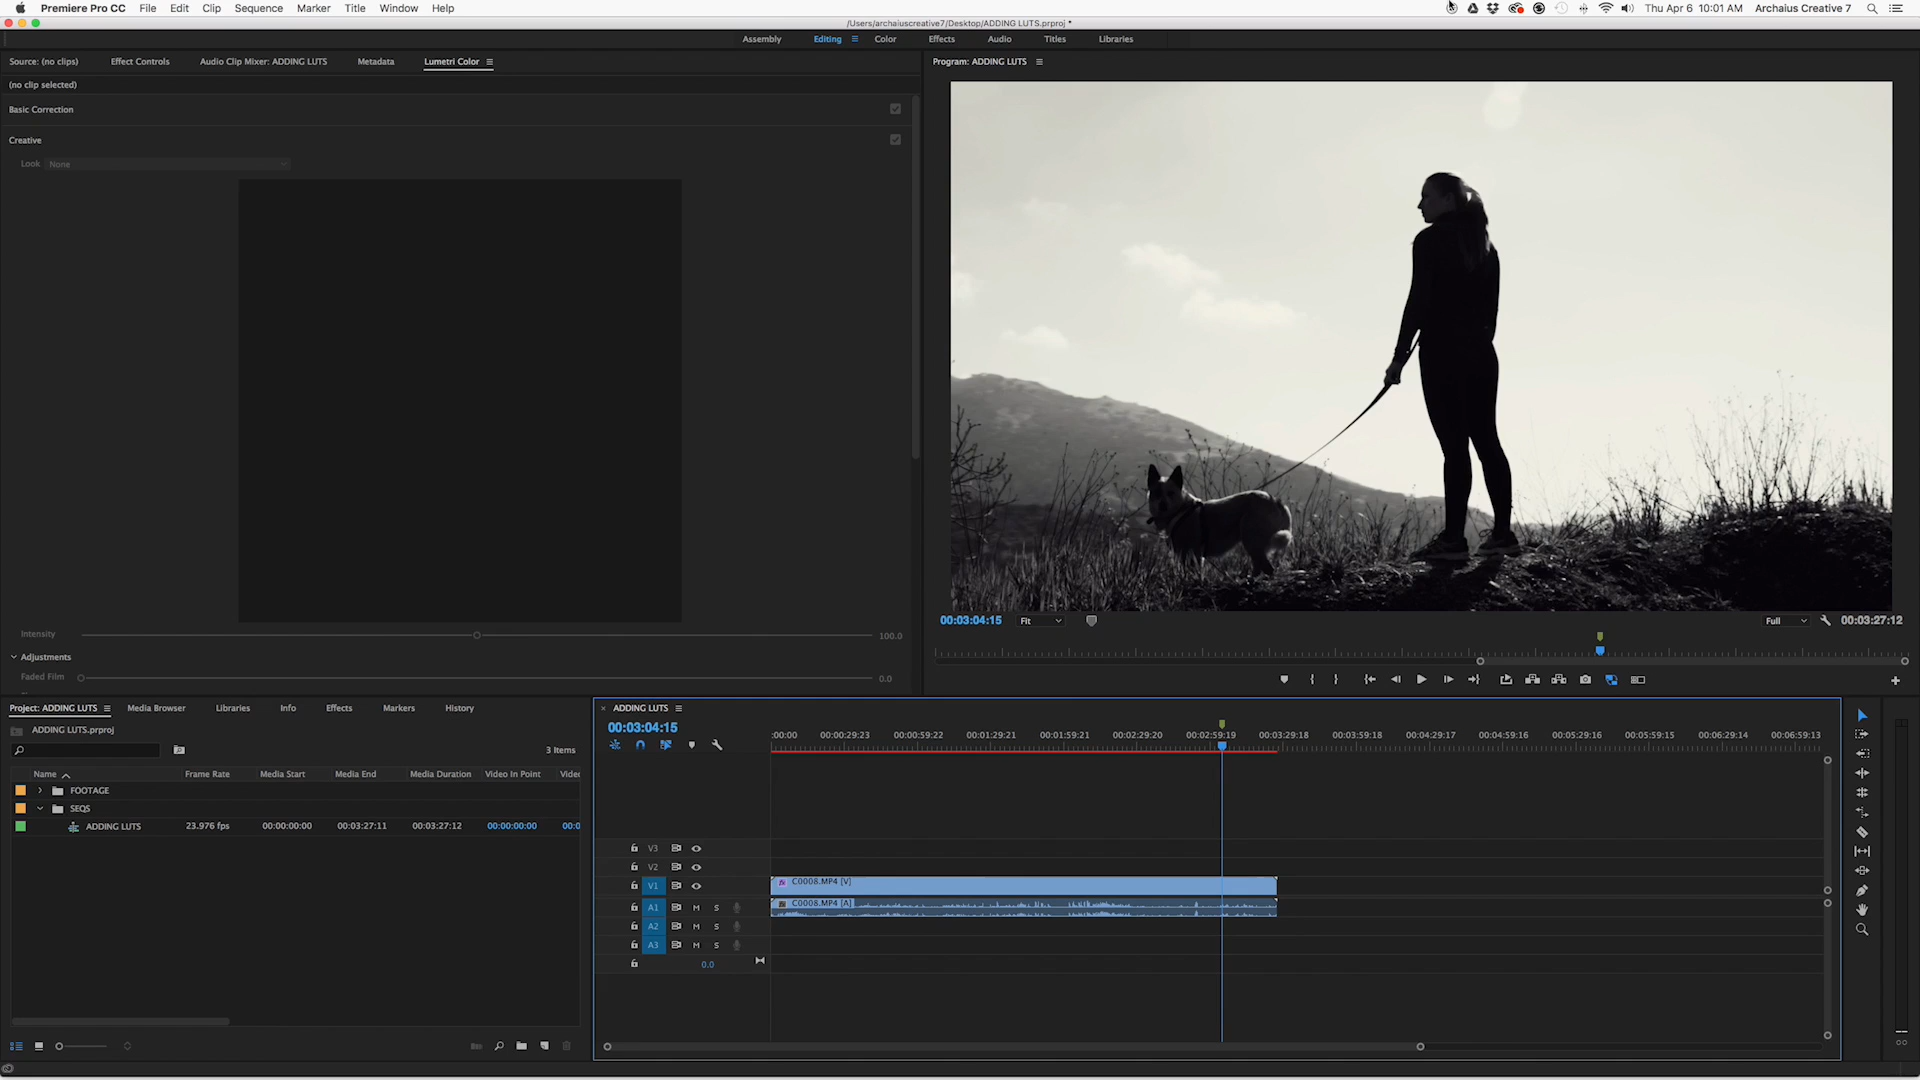 Premiere Pro CC File Edit Clip Sequence Marker Title Window Help Thu Apr 6 10:01 AM Archaius Creative 7
/Users/archaiuscreative7/Desktop/ADDING LUTS.prproj *
Assembly Editing Color Effects Audio Titles Libraries
Source: (no clips) Effect Controls Audio Clip Mixer: ADDING LUTS Metadata Lumetri Color
(no clip selected)
Basic Correction
Creative
Look None
Intensity 100.0
Adjustments
Faded Film 0.0
Program: ADDING LUTS
00:03:04:15 Fit Full 00:03:27:12
Project: ADDING LUTS Media Browser Libraries Info Effects Markers History
ADDING LUTS.prproj
3 Items
Name Frame Rate Media Start Media End Media Duration Video In Point Video
FOOTAGE
SEQS
ADDING LUTS 23.976 fps 00:00:00:00 00:03:27:11 00:03:27:12 00:00:00:00 00:0
ADDING LUTS
00:03:04:15
:00:00 00:00:29:23 00:00:59:22 00:01:29:21 00:01:59:21 00:02:29:20 00:02:59:19 00:03:29:18 00:03:59:18 00:04:29:17 00:04:59:16 00:05:29:16 00:05:59:15 00:06:29:14 00:06:59:13
V3
V2
V1 fx C0008.MP4 [V]
A1 M S fx C0008.MP4 [A]
A2 M S
A3 M S
0.0